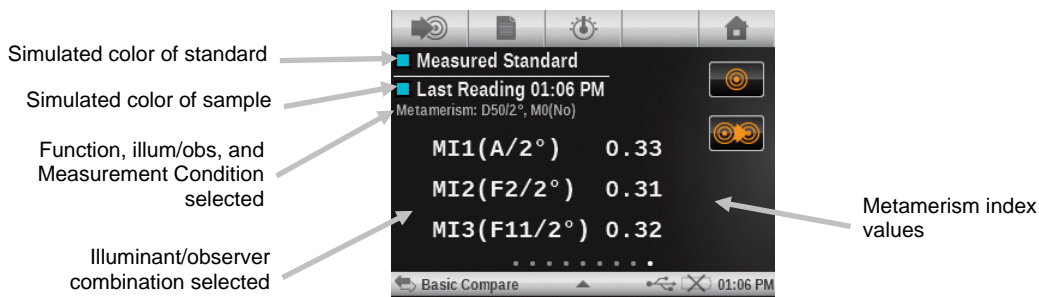 Simulated color of standard
Simulated color of sample
Function, illum/obs, and
Measurement Condition
selected
Illuminant/observer
combination selected
Measured Standard
Last Reading 01:06 PM
Metamerism: D50/2°, M0(No)
MI1(A/2°) 0.33
MI2(F2/2°) 0.31
MI3(F11/2°) 0.32
Basic Compare
01:06 PM
Metamerism index
values